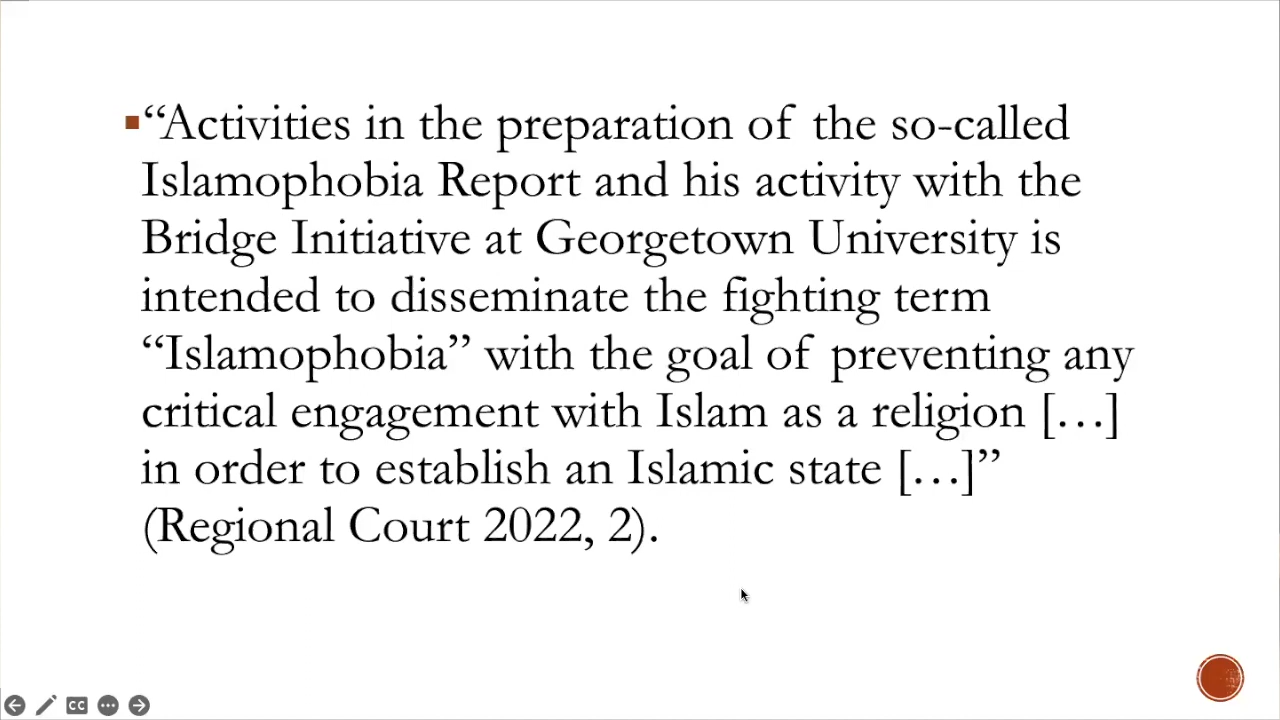 “Activities in the preparation of the so-called
Islamophobia Report and his activity with the
Bridge Initiative at Georgetown University is
intended to disseminate the fighting term
“Islamophobia” with the goal of preventing any
critical engagement with Islam as a religion […]
in order to establish an Islamic state […]”
(Regional Court 2022, 2).
CC